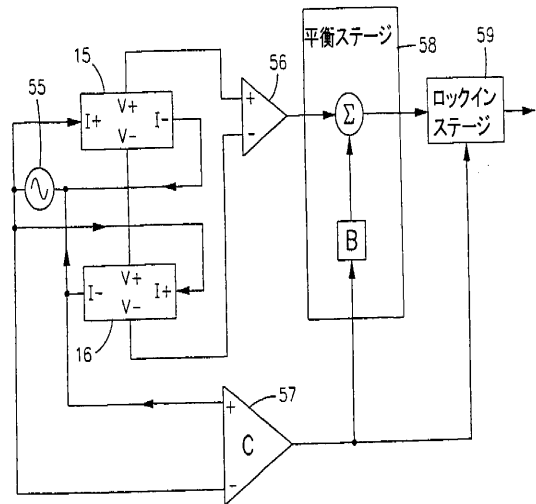 15
55
I+
V+
V-
I-
56
+
-
平衡ステージ
58
Σ
B
59
ロックイン
ステージ
I-
V+
V-
I+
16
57
+
-
C